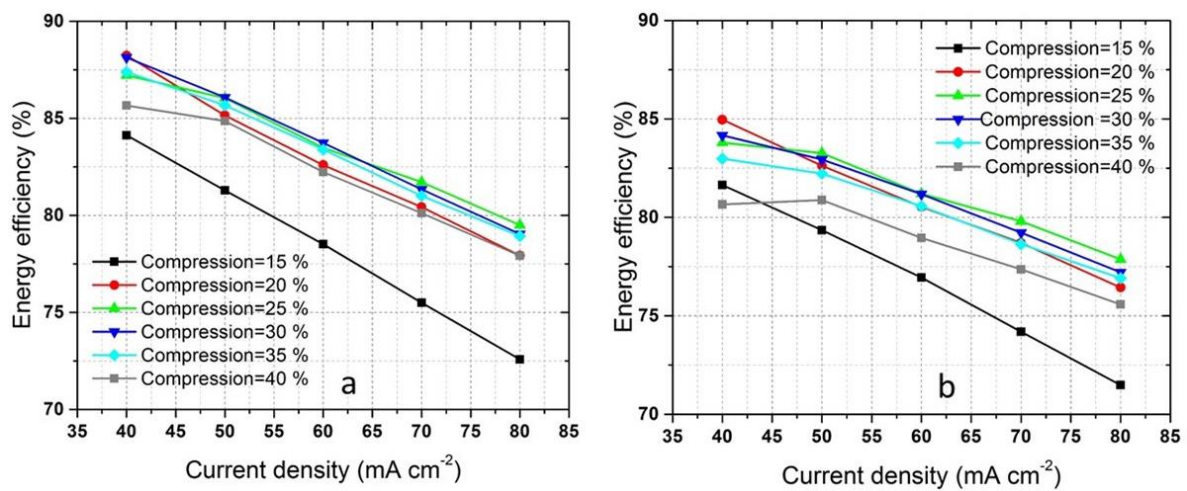 90
85
80
75
70
Energy efficiency (%)
Compression=15 %
Compression=20 %
Compression=25 %
Compression=30 %
Compression=35 %
Compression=40 %
a
35 40 45 50 55 60 65 70 75 80 85
Current density (mA cm-2)
90
85
80
75
70
Energy efficiency (%)
Compression=15 %
Compression=20 %
Compression=25 %
Compression =30 %
Compression=35 %
Compression=40 %
b
35 40 45 50 55 60 65 70 75 80 85
Current density (mA cm-2)